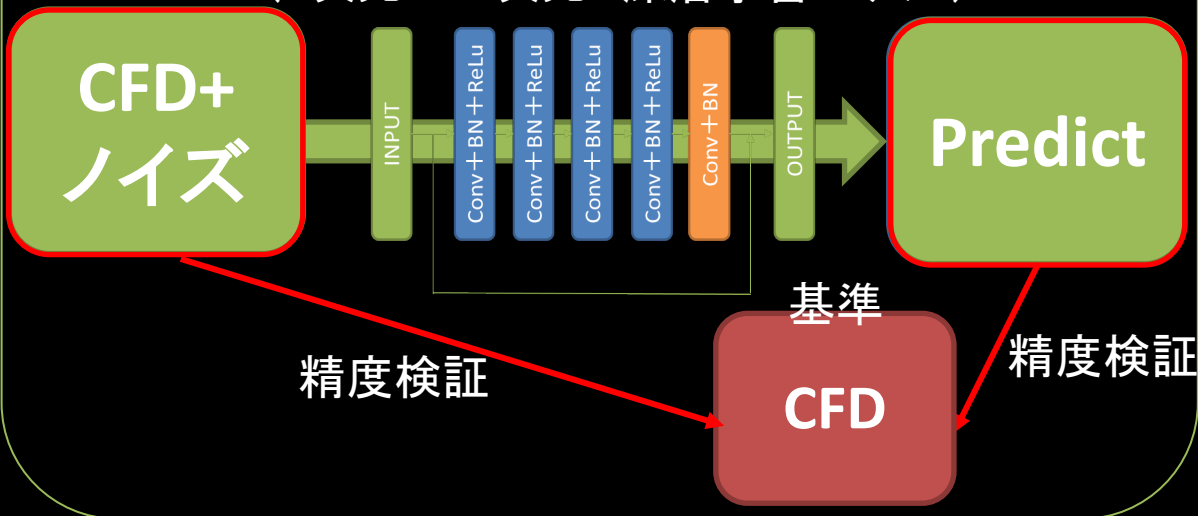 CFD+
ノイズ
INPUT
Conv+BN+ReLu
Conv+BN+ReLu
Conv+BN+ReLu
Conv+BN+ReLu
Conv+BN
OUTPUT
Predict
基準
精度検証
精度検証
CFD